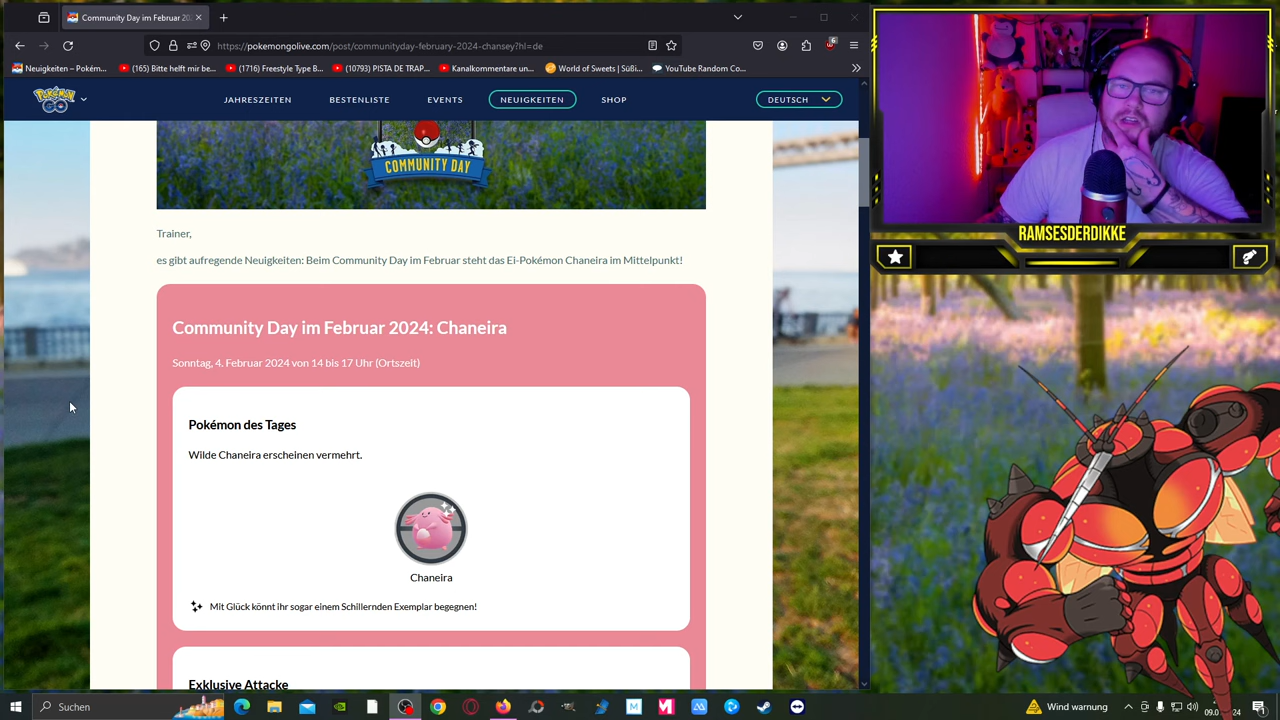 Community Day im Februar 202
https://pokemongolive.com/post/communityday-february-2024-chansey?hl=de
6
Neuigkeiten – Pokém...
(165) Bitte helft mir be...
(1716) Freestyle Type B...
(10793) PISTA DE TRAP...
Kanalkommentare un...
World of Sweets | Süßi...
YouTube Random Co...
POKÉMON GO
JAHRESZEITEN
BESTENLISTE
EVENTS
NEUIGKEITEN
SHOP
DEUTSCH
COMMUNITY DAY
Trainer,
es gibt aufregende Neuigkeiten: Beim Community Day im Februar steht das Ei-Pokémon Chaneira im Mittelpunkt!
Community Day im Februar 2024: Chaneira
Sonntag, 4. Februar 2024 von 14 bis 17 Uhr (Ortszeit)
Pokémon des Tages
Wilde Chaneira erscheinen vermehrt.
Chaneira
Mit Glück könnt ihr sogar einem Schillernden Exemplar begegnen!
Exklusive Attacke
RAMSESDERDIKKE
Suchen
Wind warnung